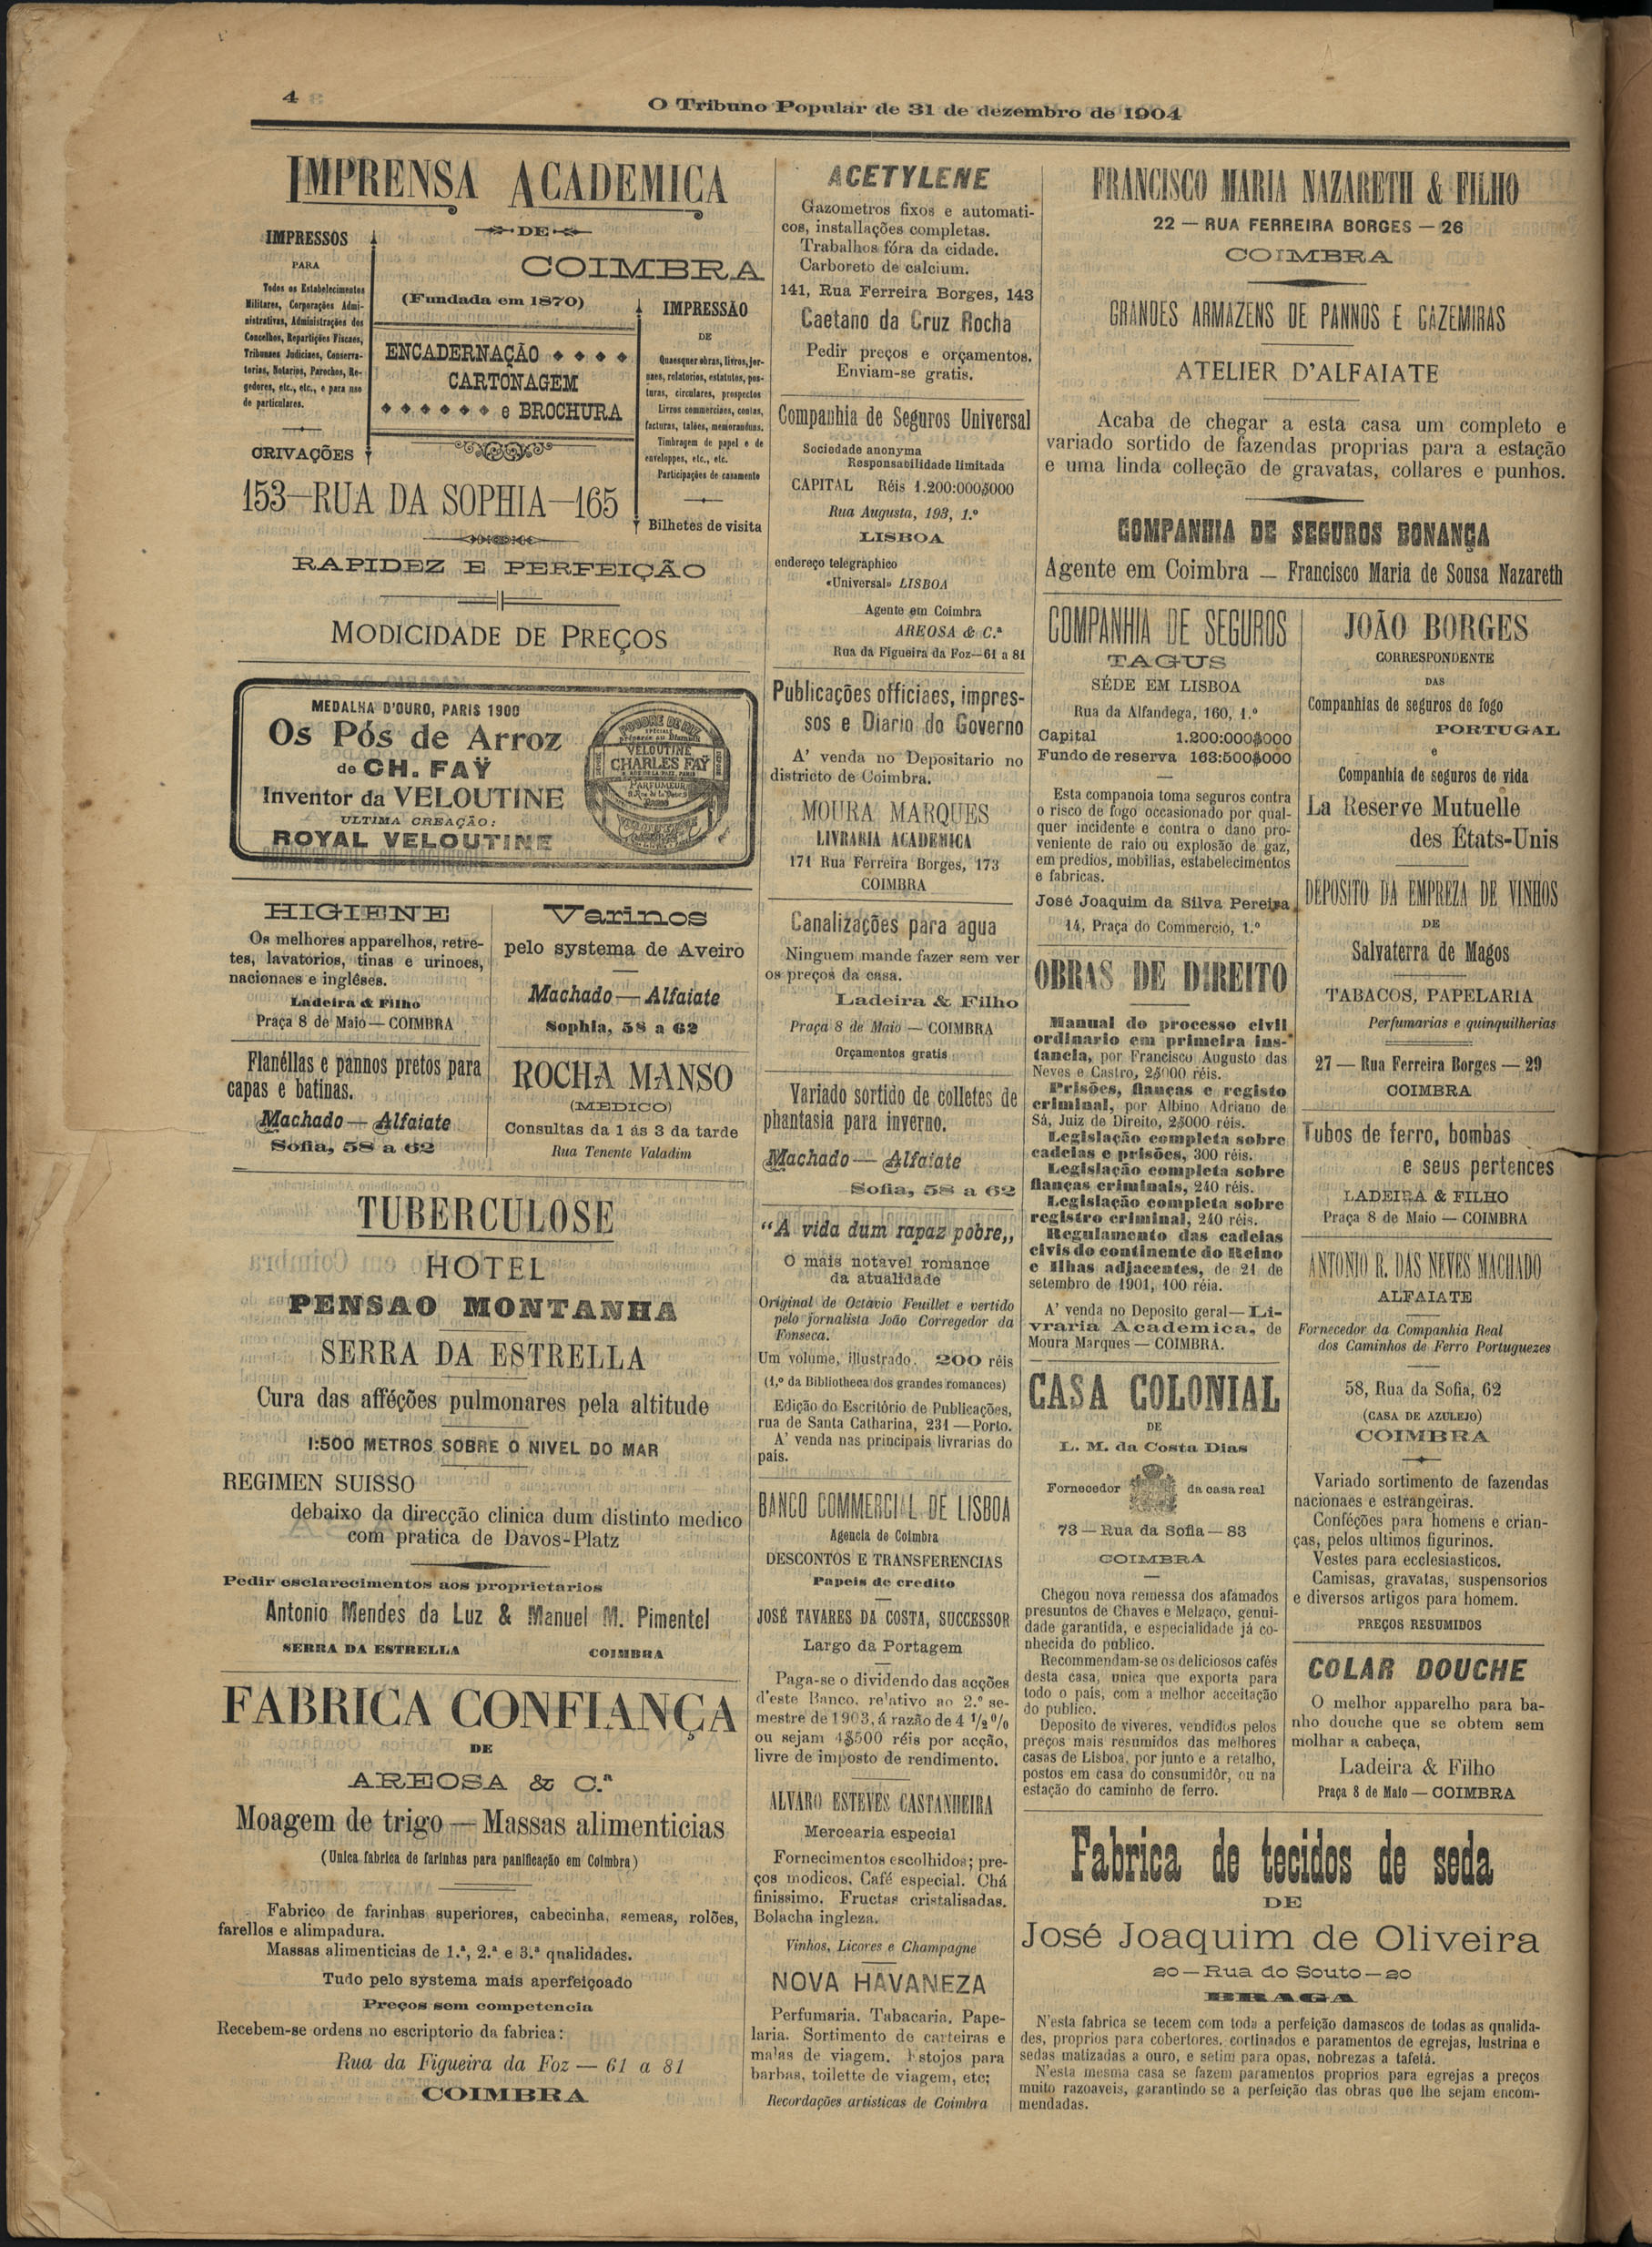 4
O Tribuno Popular de 31 de dezembro de 1904
IMPRENSA ACADEMICA
DE
COIMBRA
(Fundada em 1870)
IMPRESSOS
PARA
Todos os Estabelecimentos
Militares, Corporações Admi-
nistrativas, Administrações dos
Concelhos, Repartições Fiscaes,
Tribunaes Judiciaes, Conserva-
torias, Notarios, Parochos, Re-
gedores, etc., etc., e para uso
de particulares.
CRIVAÇÕES
ENCADERNAÇÃO
CARTONAGEM
e BROCHURA
IMPRESSÃO
DE
Quaesquer obras, livros, jor-
naes, relatorios, estatutos, pos-
turas, circulares, prospectos
Livros commerciaes, contas,
facturas, talões, memoranduns.
Timbragem de papel e de
enveloppes, etc., etc.
Participações de casamento
Bilhetes de visita
153—RUA DA SOPHIA—165
RAPIDEZ E PERFEIÇÃO
MODICIDADE DE PREÇOS
MEDALHA D'OURO, PARIS 1900
Os Pós de Arroz
de CH. FAŸ
Inventor da VELOUTINE
ULTIMA CREAÇÃO:
ROYAL VELOUTINE
POUDRE DE RIZ
SPÉCIALE
VELOUTINE
CHARLES FAŸ
PARFUMEUR
HIGIENE
Os melhores apparelhos, retre-
tes, lavatorios, tinas e urinoes,
nacionaes e inglêses.
Ladeira & Filho
Praça 8 de Maio — COIMBRA
Flanéllas e pannos pretos para
capas e batinas.
Machado — Alfaiate
Sofia, 58 a 62
Varinos
pelo systema de Aveiro
Machado — Alfaiate
Sophia, 58 a 62
ROCHA MANSO
(MEDICO)
Consultas da 1 ás 3 da tarde
Rua Tenente Valadim
TUBERCULOSE
HOTEL
PENSAO MONTANHA
SERRA DA ESTRELLA
Cura das afféções pulmonares pela altitude
1:500 METROS SOBRE O NIVEL DO MAR
REGIMEN SUISSO
debaixo da direcção clinica dum distinto medico
com pratica de Davos-Platz
Pedir esclarecimentos aos proprietarios
Antonio Mendes da Luz & Manuel M. Pimentel
SERRA DA ESTRELLA COIMBRA
FABRICA CONFIANÇA
DE
AREOSA & C.ª
Moagem de trigo — Massas alimenticias
(Unica fabrica de farinhas para panificação em Coimbra)
Fabrico de farinhas superiores, cabecinha, semeas, rolões,
farellos e alimpadura.
Massas alimenticias de 1.ª, 2.ª e 3.ª qualidades.
Tudo pelo systema mais aperfeiçoado
Preços sem competencia
Recebem-se ordens no escriptorio da fabrica:
Rua da Figueira da Foz — 61 a 81
COIMBRA
ACETYLENE
Gazometros fixos e automati-
cos, installações completas.
Trabalhos fóra da cidade.
Carboreto de calcium.
141, Rua Ferreira Borges, 143
Caetano da Cruz Rocha
Pedir preços e orçamentos.
Enviam-se gratis.
Companhia de Seguros Universal
Sociedade anonyma
Responsabilidade limitada
CAPITAL Réis 1.200:000$000
Rua Augusta, 193, 1.º
LISBOA
endereço telegraphico
«Universal» LISBOA
Agente em Coimbra
AREOSA & C.ª
Rua da Figueira da Foz—61 a 81
Publicações officiaes, impres-
sos e Diario do Governo
A' venda no Depositario no
districto de Coimbra.
MOURA MARQUES
LIVRARIA ACADEMICA
171 Rua Ferreira Borges, 173
COIMBRA
Canalizações para agua
Ninguem mande fazer sem ver
os preços da casa.
Ladeira & Filho
Praça 8 de Maio — COIMBRA
Orçamentos gratis
Variado sortido de colletes de
phantasia para inverno.
Machado — Alfaiate
Sofia, 58 a 62
“A vida dum rapaz pobre„
O mais notavel romance
da atualidade
Original de Octavio Feuillet e vertido
pelo jornalista João Corregedor da
Fonseca.
Um volume, illustrado. 200 réis
(1,º da Bibliotheca dos grandes romances)
Edição do Escritório de Publicações,
rua de Santa Catharina, 231 — Porto.
A' venda nas principais livrarias do
país.
BANCO COMMERCIAL DE LISBOA
Agencia de Coimbra
DESCONTOS E TRANSFERENCIAS
Papeis de credito
JOSÉ TAVARES DA COSTA, SUCCESSOR
Largo da Portagem
Paga-se o dividendo das acções
d'este Banco, relativo ao 2.º se-
mestre de 1903, á razão de 4 ½ %
ou sejam 4$500 réis por acção,
livre de imposto de rendimento.
ALVARO ESTEVES CASTANHEIRA
Mercearia especial
Fornecimentos escolhidos; pre-
ços modicos. Café especial. Chá
finissimo. Fructas cristalisadas.
Bolacha ingleza.
Vinhos, Licores e Champagne
NOVA HAVANEZA
Perfumaria. Tabacaria. Pape-
laria. Sortimento de carteiras e
malas de viagem. Estojos para
barbas, toilette de viagem, etc;
Recordações artisticas de Coimbra
FRANCISCO MARIA NAZARETH & FILHO
22 — RUA FERREIRA BORGES — 26
COIMBRA
GRANDES ARMAZENS DE PANNOS E CAZEMIRAS
ATELIER D'ALFAIATE
Acaba de chegar a esta casa um completo e
variado sortido de fazendas proprias para a estação
e uma linda colleção de gravatas, collares e punhos.
COMPANHIA DE SEGUROS BONANÇA
Agente em Coimbra — Francisco Maria de Sousa Nazareth
COMPANHIA DE SEGUROS
TAGUS
SÉDE EM LISBOA
Rua da Alfandega, 160, 1.º
Capital 1.200:000$000
Fundo de reserva 163:500$000
Esta companhia toma seguros contra
o risco de fogo occasionado por qual-
quer incidente e contra o dano pro-
veniente de raio ou explosão de gaz,
em predios, mobilias, estabelecimentos
e fabricas.
José Joaquim da Silva Pereira
14, Praça do Commercio, 1.º
OBRAS DE DIREITO
Manual do processo civil
ordinario em primeira ins-
tancia, por Francisco Augusto das
Neves e Castro, 2$000 réis.
Prisões, fianças e registo
criminal, por Albino Adriano de
Sá, Juiz de Direito, 2$000 réis.
Legislação completa sobre
cadeias e prisões, 300 réis.
Legislação completa sobre
fianças criminais, 240 réis.
Legislação completa sobre
registro criminal, 240 réis.
Regulamento das cadeias
civis do continente do Reino
e Ilhas adjacentes, de 21 de
setembro de 1901, 100 réia.
A' venda no Deposito geral—Li-
vraria Academica, de
Moura Marques — COIMBRA.
CASA COLONIAL
DE
L. M. da Costa Dias
Fornecedor da casa real
73 — Rua da Sofia — 83
COIMBRA
Chegou nova remessa dos afamados
presuntos de Chaves e Melgaço, genui-
dade garantida, e especialidade já co-
nhecida do publico.
Recommendam-se os deliciosos cafés
desta casa, unica que exporta para
todo o país, com a melhor acceitação
do publico.
Deposito de viveres, vendidos pelos
preços mais resumidos das melhores
casas de Lisboa, por junto e a retalho,
postos em casa do consumidôr, ou na
estação do caminho de ferro.
JOÃO BORGES
CORRESPONDENTE
DAS
Companhias de seguros de fogo
PORTUGAL
e
Companhia de seguros de vida
La Reserve Mutuelle
des États-Unis
DEPOSITO DA EMPREZA DE VINHOS
DE
Salvaterra de Magos
TABACOS, PAPELARIA
Perfumarias e quinquilherias
27 — Rua Ferreira Borges — 29
COIMBRA
Tubos de ferro, bombas
e seus pertences
LADEIRA & FILHO
Praça 8 de Maio — COIMBRA
ANTONIO R. DAS NEVES MACHADO
ALFAIATE
Fornecedor da Companhia Real
dos Caminhos de Ferro Portuguezes
58, Rua da Sofia, 62
(CASA DE AZULEJO)
COIMBRA
Variado sortimento de fazendas
nacionaes e estrangeiras.
Conféções para homens e crian-
ças, pelos ultimos figurinos.
Vestes para ecclesiasticos.
Camisas, gravatas, suspensorios
e diversos artigos para homem.
PREÇOS RESUMIDOS
COLAR DOUCHE
O melhor apparelho para ba-
nho douche que se obtem sem
molhar a cabeça,
Ladeira & Filho
Praça 8 de Maio — COIMBRA
Fabrica de tecidos de seda
DE
José Joaquim de Oliveira
20 — Rua do Souto — 20
BRAGA
N'esta fabrica se tecem com toda a perfeição damascos de todas as qualida-
des, proprios para cobertores, cortinados e paramentos de egrejas, lustrina e
sedas matizadas a ouro, e setim para opas, nobrezas a tafetá.
N'esta mesma casa se fazem paramentos proprios para egrejas a preços
muito razoaveis, garantindo se a perfeição das obras que lhe sejam encom-
mendadas.